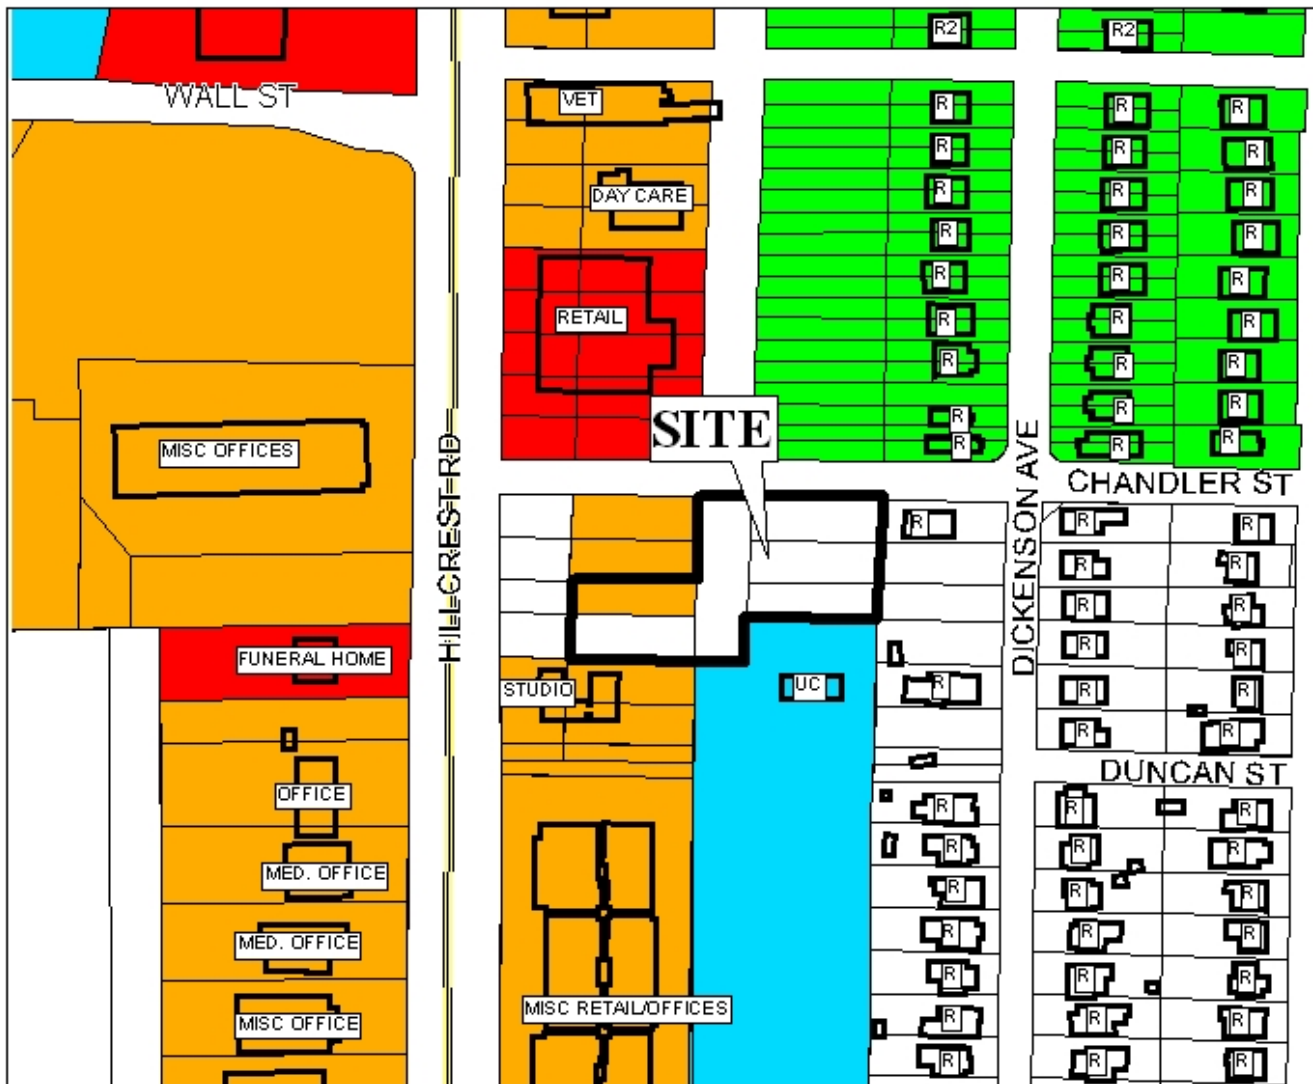 R2
R2
WALL ST
VET
R
R
R
R
R
R
DAY CARE
R
R
R
R
R
R
R
R
R
RETAIL
R
R
R
R
R
R
SITE
R
R
R
MISC OFFICES
R
R
R
HILLCREST RD
DICKENSON AVE
CHANDLER ST
R
R
R
R
R
R
R
FUNERAL HOME
R
R
STUDIO
UC
R
R
R
R
R
DUNCAN ST
OFFICE
R
R
R
MED. OFFICE
R
R
R
R
R
R
MED. OFFICE
R
R
R
R
R
R
MISC RETAIL/OFFICES
MISC OFFICE
R
R
R
R
R
R